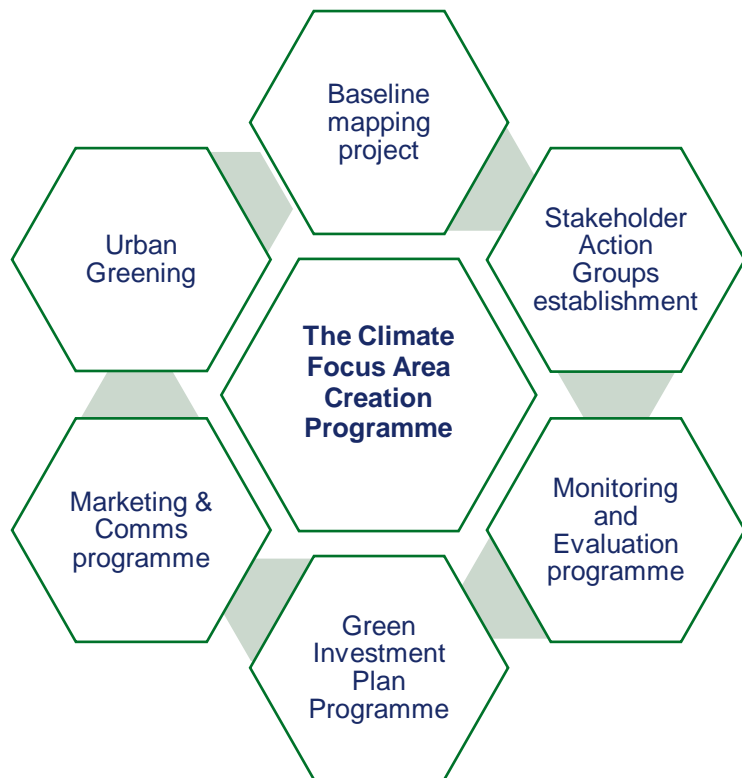 Baseline
mapping
project
Stakeholder
Action
Groups
establishment
Urban
Greening
The Climate
Focus Area
Creation
Programme
Marketing &
Comms
programme
Monitoring
and
Evaluation
programme
Green
Investment
Plan
Programme